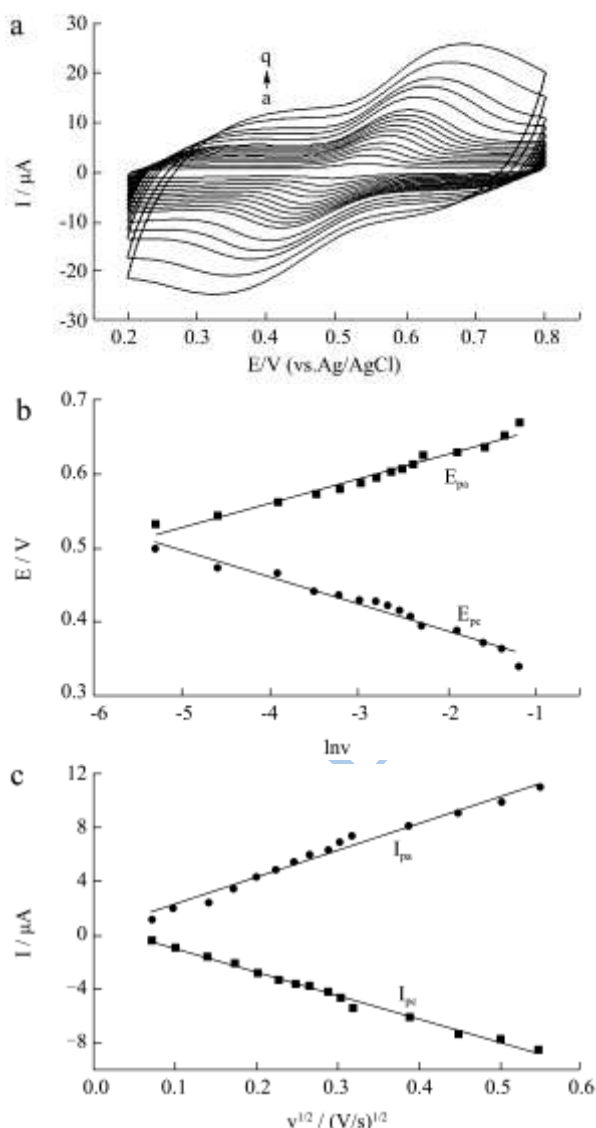 a
30
20
10
0
-10
-20
-30
I / μA
q
a
0.2 0.3 0.4 0.5 0.6 0.7 0.8
E/V (vs.Ag/AgCl)
b
0.7
0.6
0.5
0.4
0.3
E / V
Epa
Epc
-6 -5 -4 -3 -2 -1
lnv
c
12
8
4
0
-4
-8
I / μA
Ipa
Ipc
0.0 0.1 0.2 0.3 0.4 0.5 0.6
v1/2 / (V/s)1/2